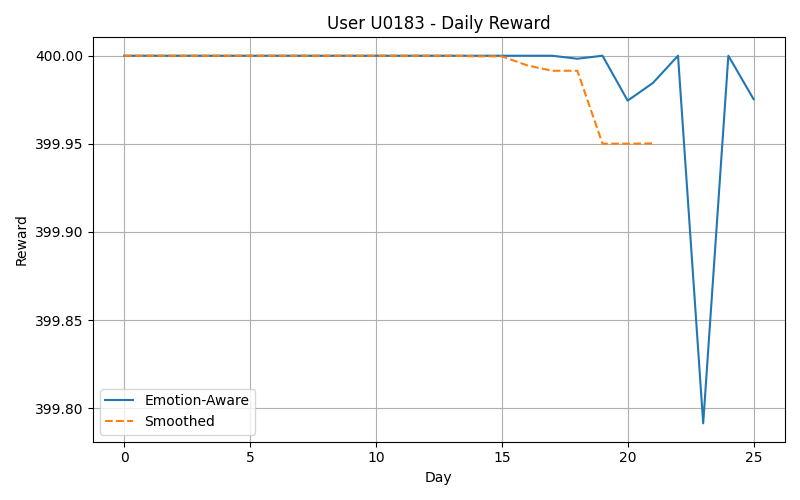 User U0183 - Daily Reward
400.00
399.95
399.90
399.85
399.80
Reward
Emotion-Aware
Smoothed
0 5 10 15 20 25
Day